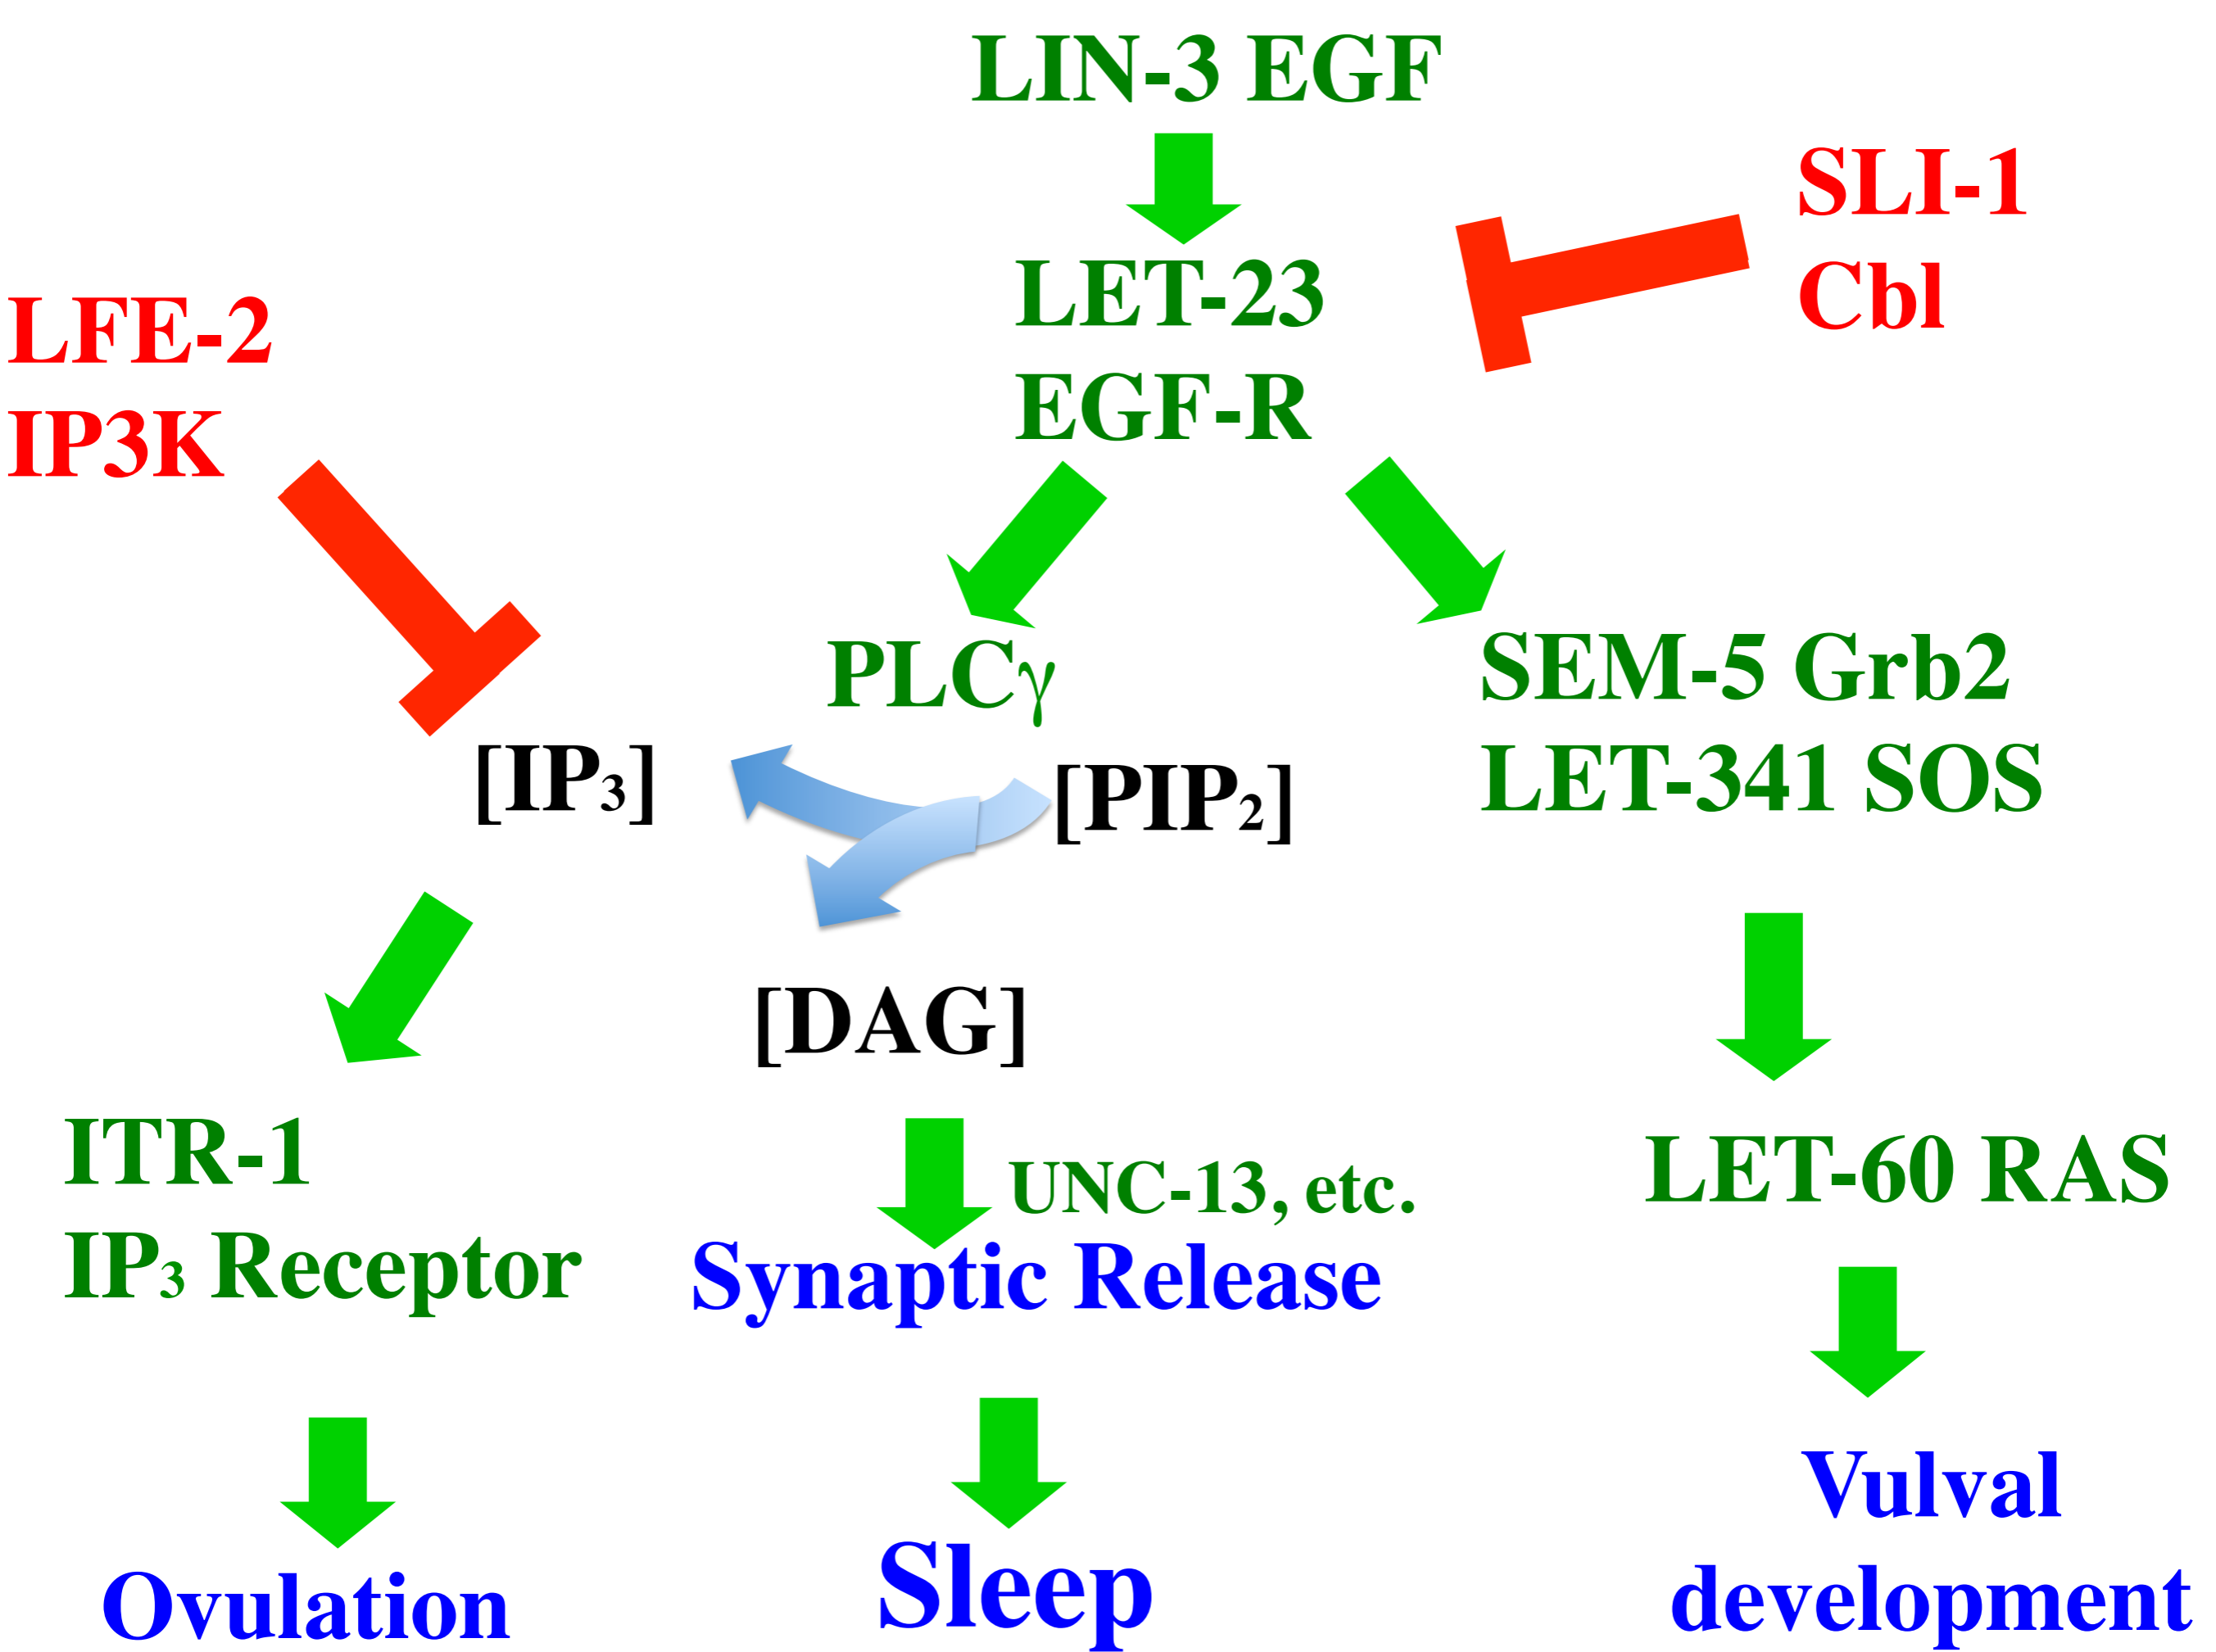 LIN-3 EGF
SLI-1
Cbl
LET-23
EGF-R
LFE-2
IP3K
PLCγ
SEM-5 Grb2
LET-341 SOS
[IP₃]
[PIP₂]
[DAG]
ITR-1
IP₃ Receptor
UNC-13, etc.
Synaptic Release
LET-60 RAS
Ovulation
Sleep
Vulval
development